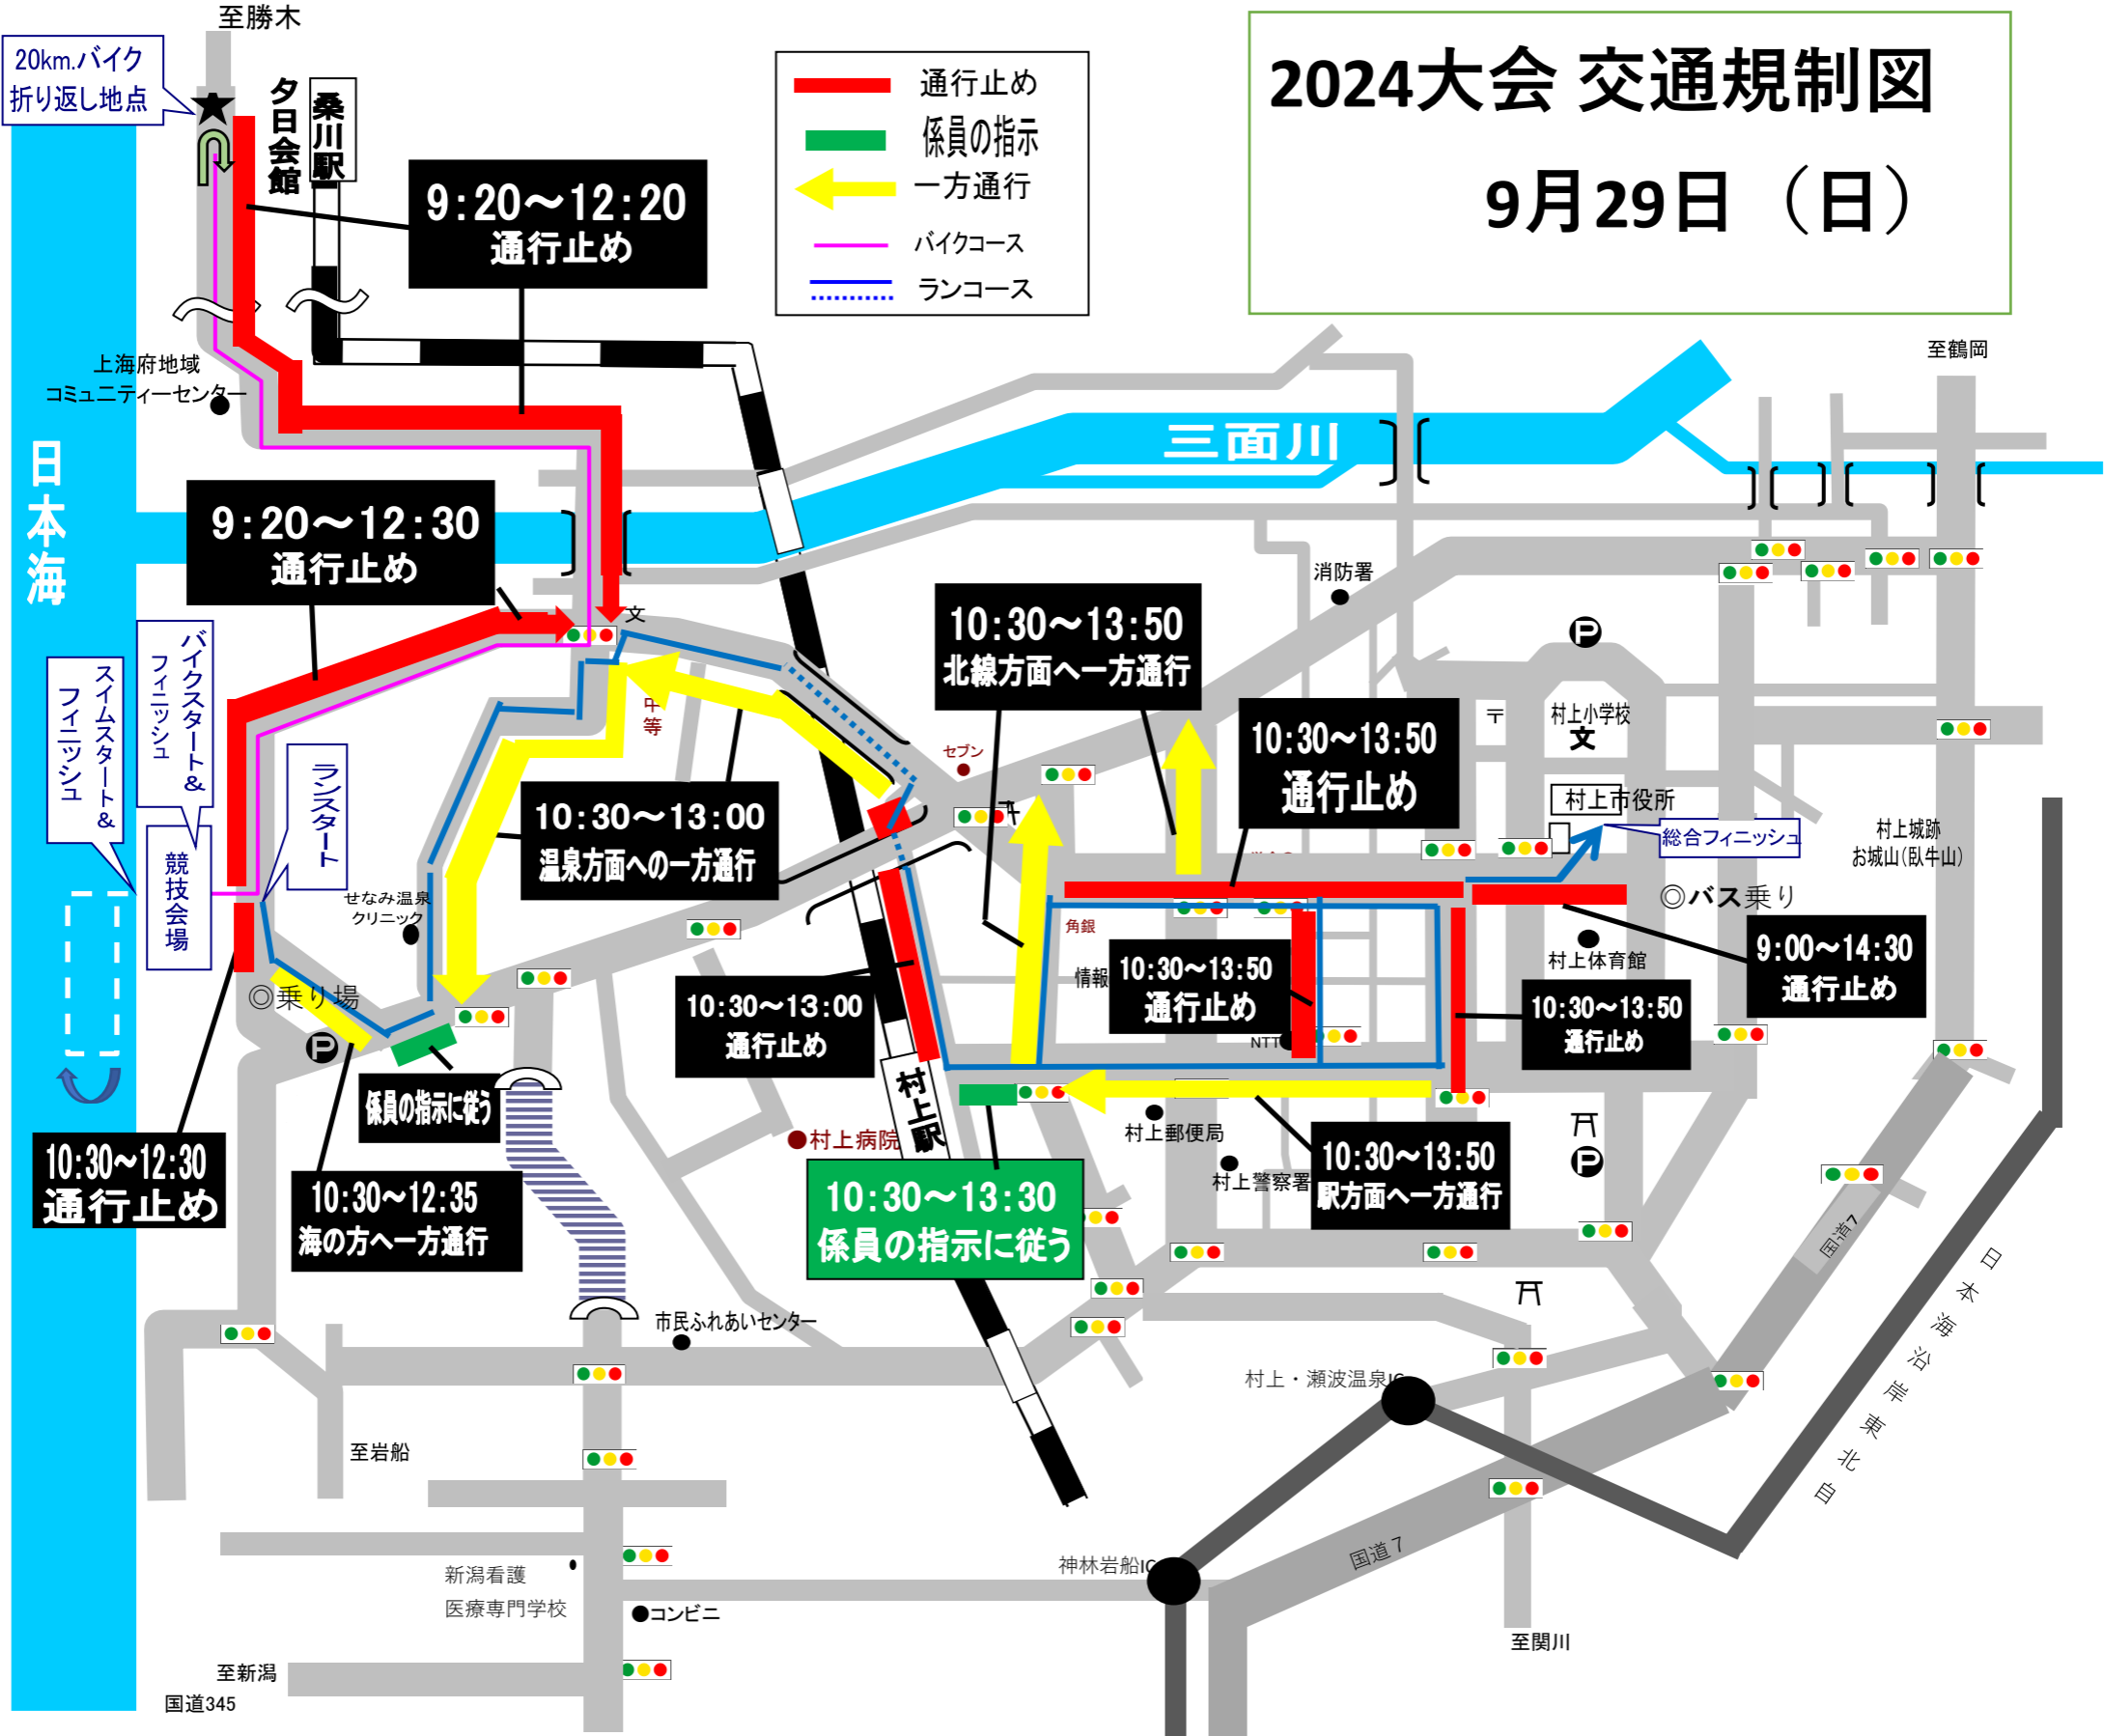 2024大会 交通規制図
9月29日（日）
通行止め
係員の指示
一方通行
バイクコース
ランコース
至勝木
20km.バイク
折り返し地点
夕日会館
桑川駅
9:20～12:20
通行止め
至鶴岡
上海府地域
コミュニティーセンター
三面川
日本海
9:20～12:30
通行止め
文
消防署
10:30～13:50
北線方面へ一方通行
バイクスタート＆
フィニッシュ
スイムスタート＆
フィニッシュ
ランスタート
競技会場
中等
セブン
10:30～13:50
通行止め
〒
村上小学校
文
P
村上市役所
総合フィニッシュ
村上城跡
お城山(臥牛山)
10:30～13:00
温泉方面への一方通行
せなみ温泉
クリニック
角銀
情報
◎バス乗り
村上体育館
9:00～14:30
通行止め
10:30～13:50
通行止め
10:30～13:50
通行止め
10:30～13:00
通行止め
NTT
◎乗り場
P
係員の指示に従う
村上駅
村上病院
村上郵便局
村上警察署
P
10:30～12:30
通行止め
10:30～12:35
海の方へ一方通行
10:30～13:30
係員の指示に従う
10:30～13:50
駅方面へ一方通行
国道7
日本海沿岸東北自
市民ふれあいセンター
村上・瀬波温泉IC
至岩船
国道７
神林岩船IC
新潟看護
医療専門学校
コンビニ
至関川
至新潟
国道345